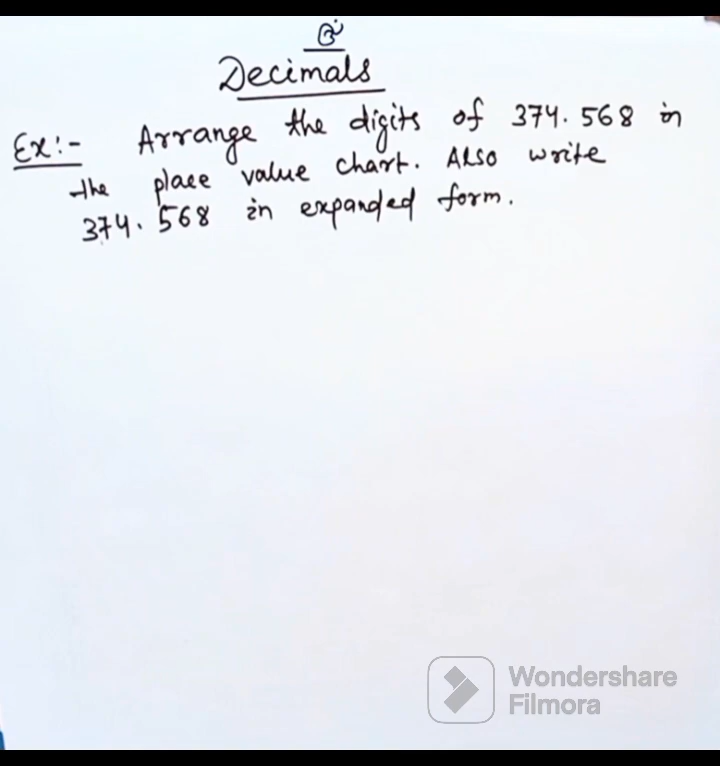 Decimals
Ex:- Arrange the digits of 374.568 in
the place value chart. Also write
374.568 in expanded form.
Wondershare
Filmora